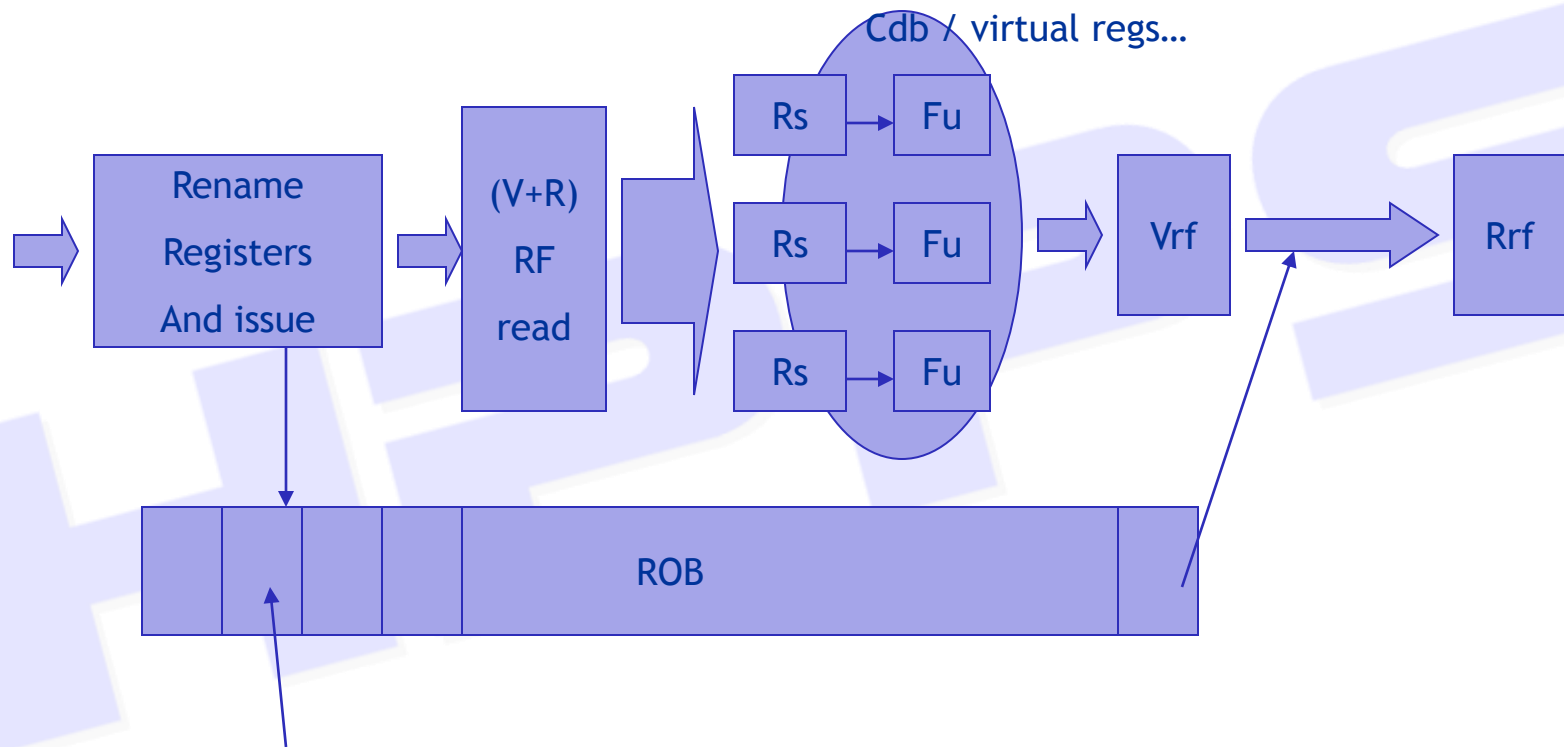 Cdb / virtual regs…
Rename
Registers
And issue
(V+R)
RF
read
Rs
Fu
Rs
Fu
Rs
Fu
Vrf
Rrf
ROB